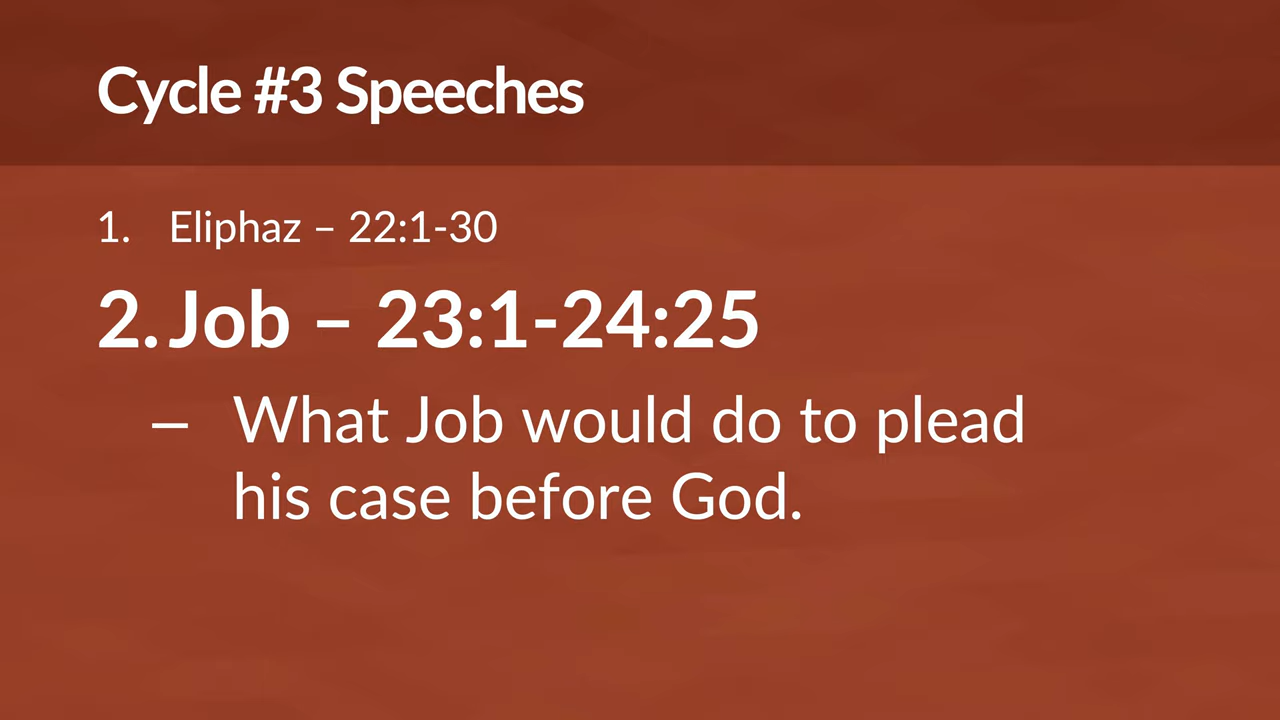 Cycle #3 Speeches
1. Eliphaz – 22:1-30
2. Job – 23:1-24:25
– What Job would do to plead
his case before God.